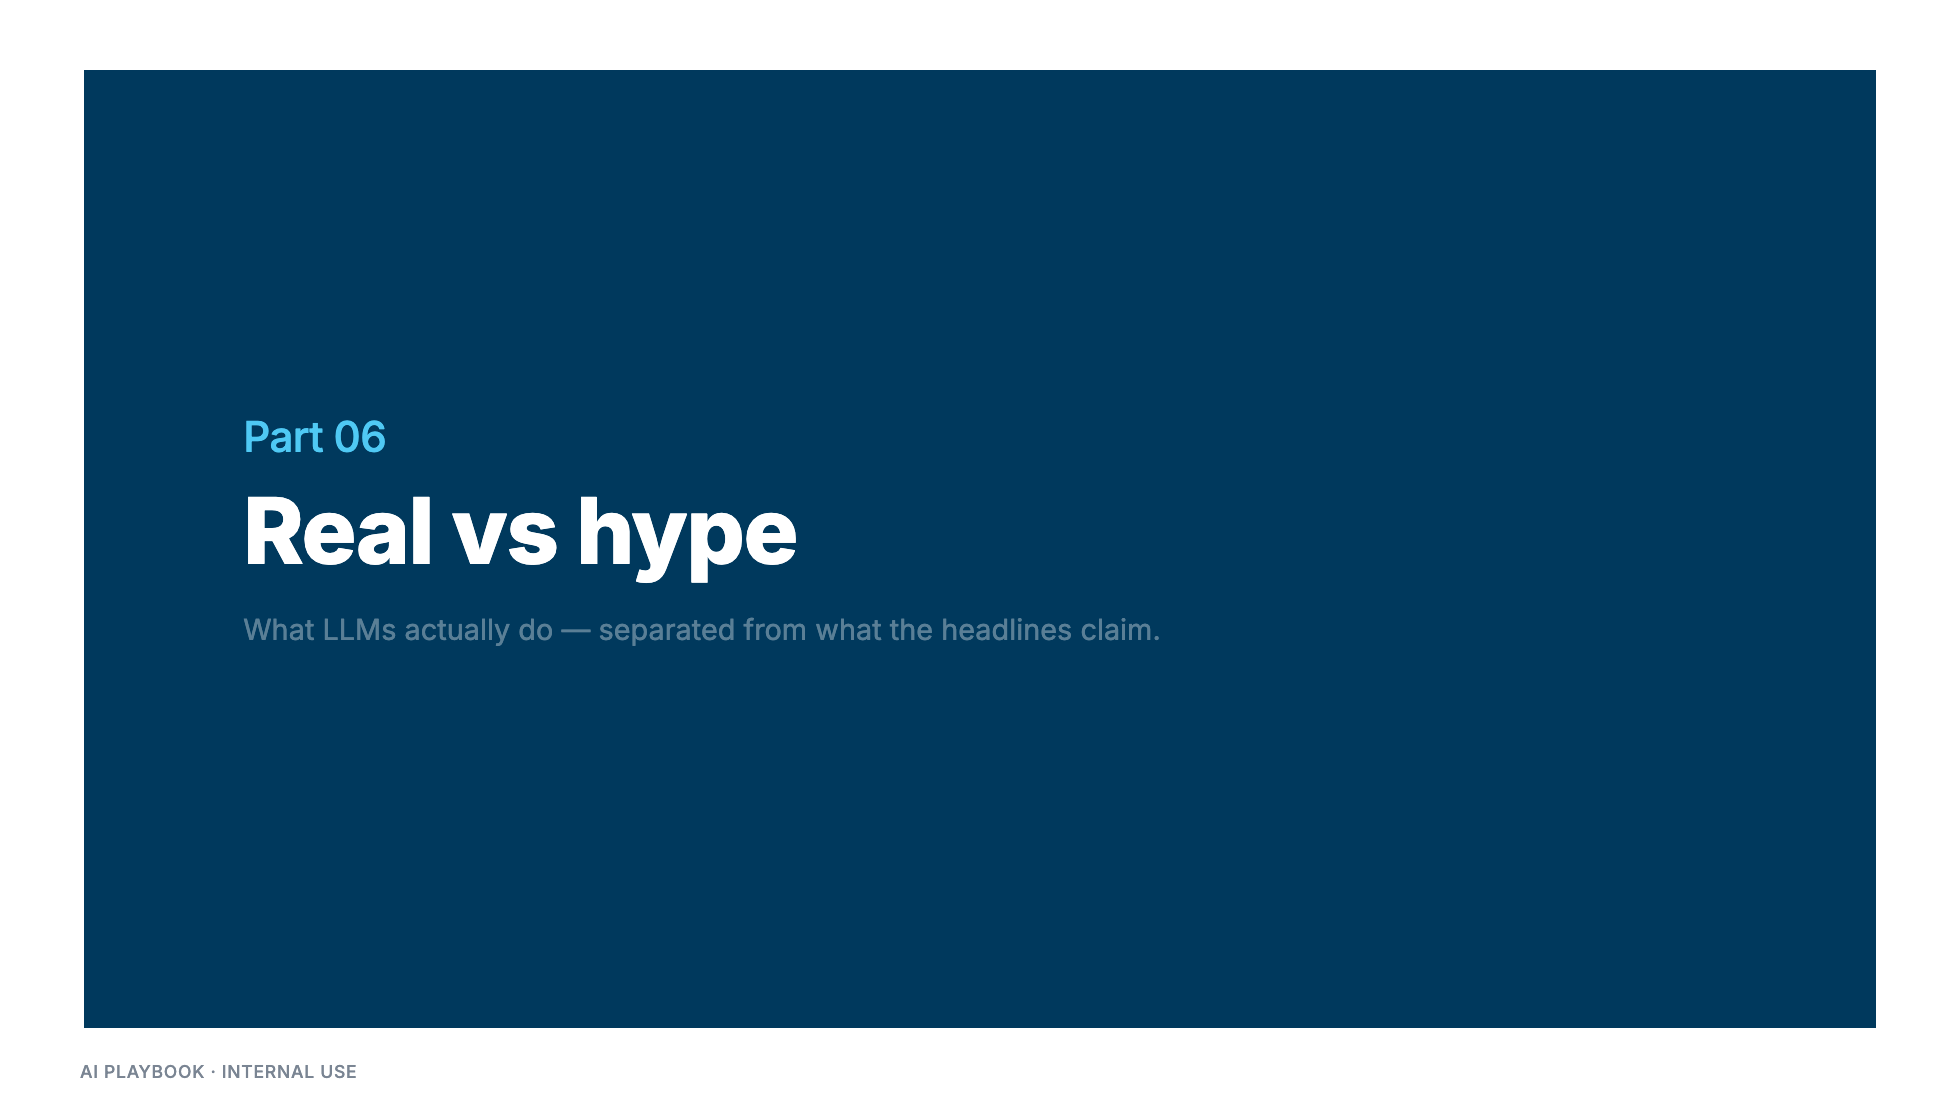 Part 06
Real vs hype
What LLMs actually do — separated from what the headlines claim.
AI PLAYBOOK · INTERNAL USE